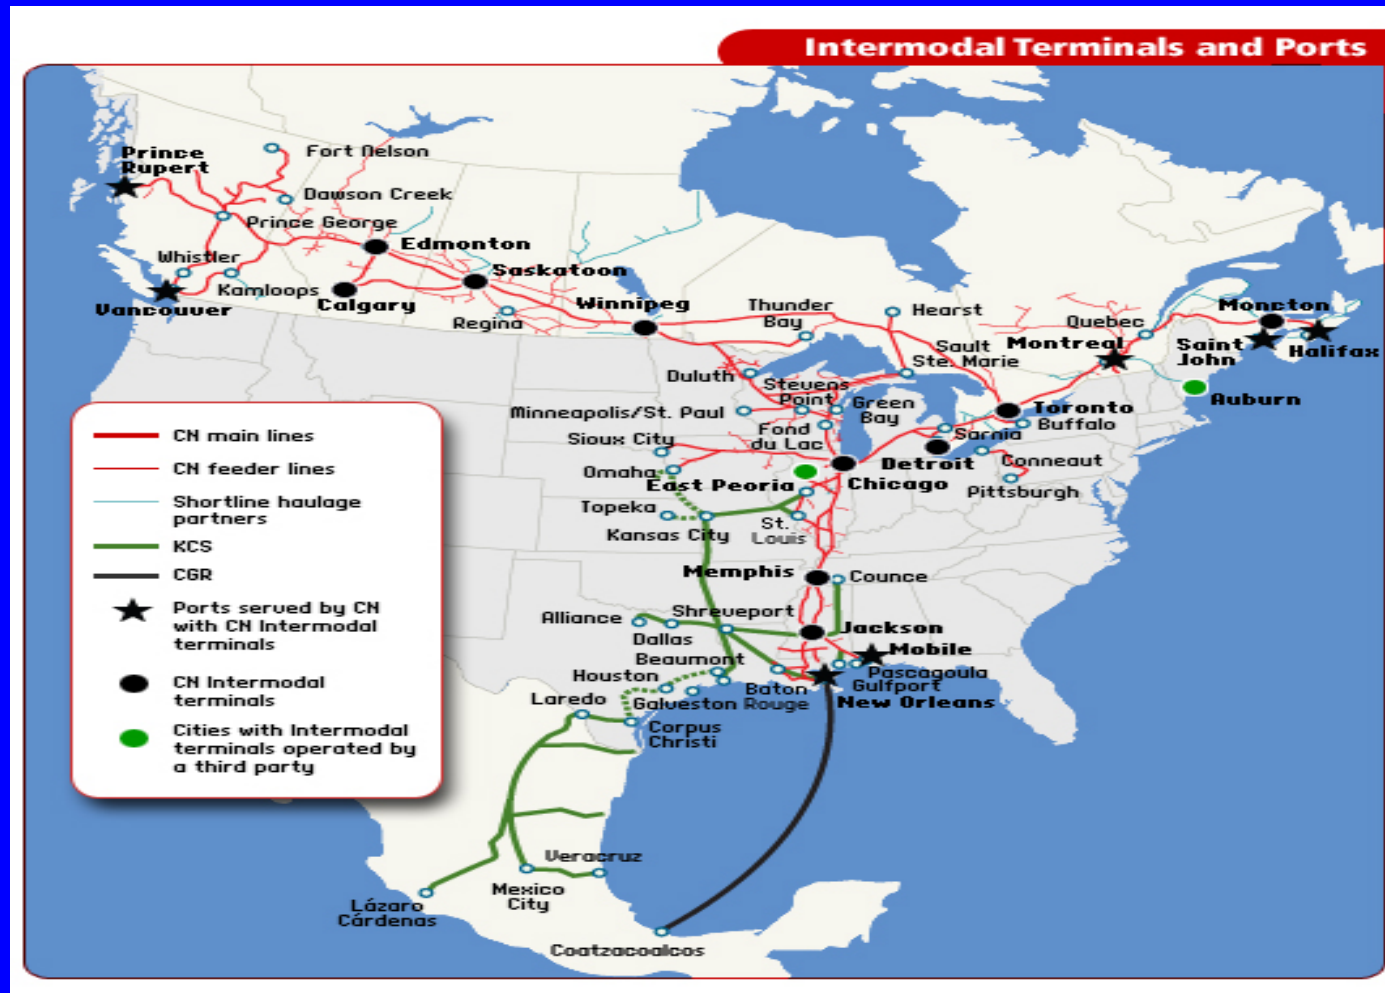 Intermodal Terminals and Ports
Prince
Rupert
Fort Nelson
Dawson Creek
Prince George
Edmonton
Whistler
Saskatoon
Kamloops
Calgary
Vancouver
Winnipeg
Regina
Thunder
Bay
Hearst
Quebec
Moncton
Sault
Ste. Marie
Montreal
Saint
John
Halifax
Duluth
Stevens
Point
Green
Bay
Auburn
Minneapolis/St. Paul
Toronto
Buffalo
Fond
du Lac
Sarnia
Sioux City
Detroit
Conneaut
Omaha
East Peoria
Chicago
Pittsburgh
Topeka
Kansas City
St.
Louis
Memphis
Counce
Alliance
Shreveport
Dallas
Jackson
Mobile
Beaumont
Houston
Pascagoula
Gulfport
Laredo
Galveston
Baton
Rouge
New Orleans
Corpus
Christi
Veracruz
Mexico
City
Lázaro
Cárdenas
Coatzacoalcos
CN main lines
CN feeder lines
Shortline haulage
partners
KCS
CGR
Ports served by CN
with CN Intermodal
terminals
CN Intermodal
terminals
Cities with Intermodal
terminals operated by
a third party